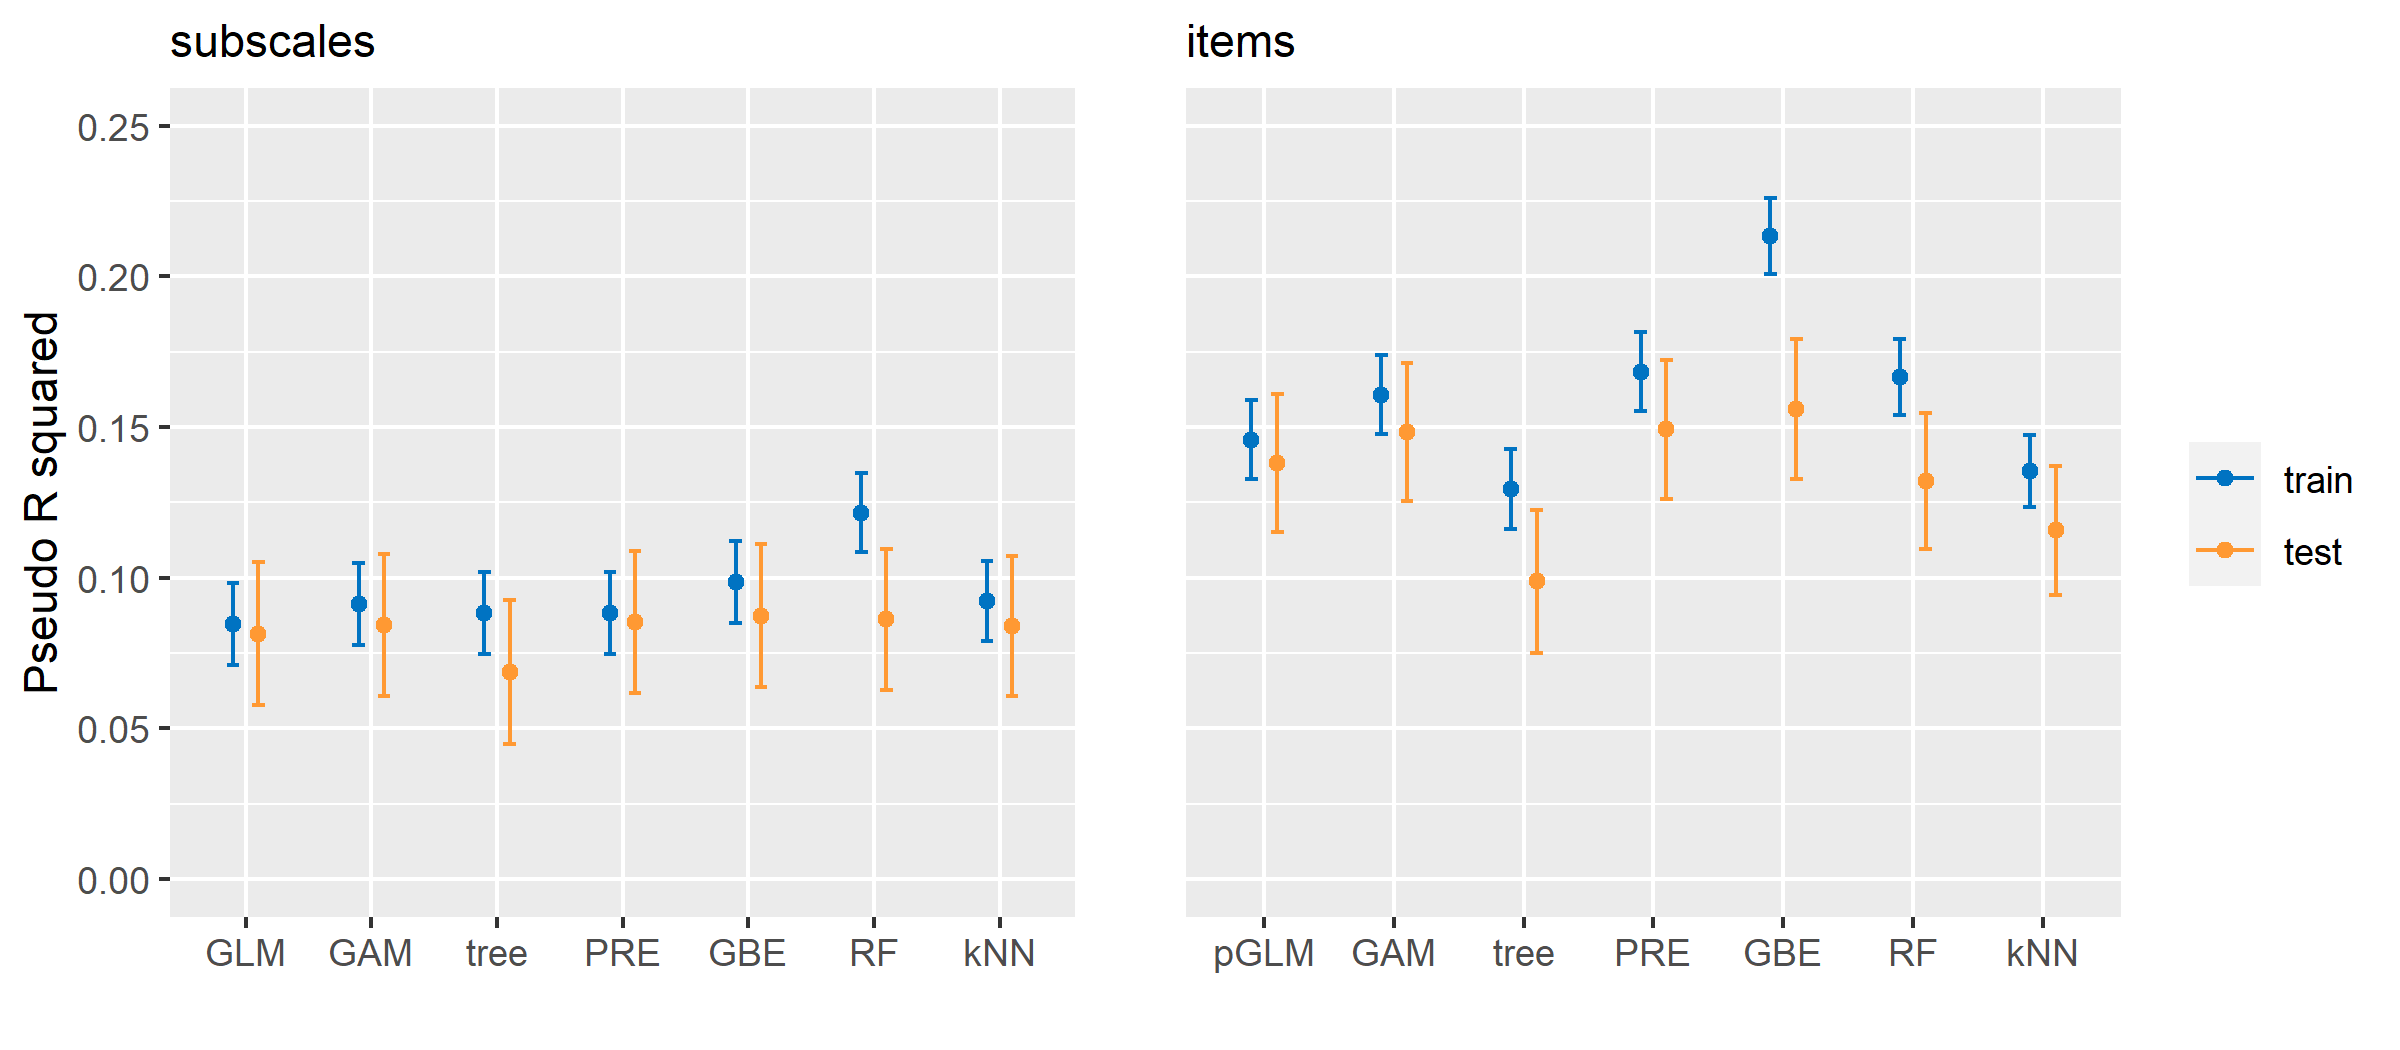 subscales
items
Pseudo R squared
0.25
0.20
0.15
0.10
0.05
0.00
GLM GAM tree PRE GBE RF kNN
pGLM GAM tree PRE GBE RF kNN
train
test